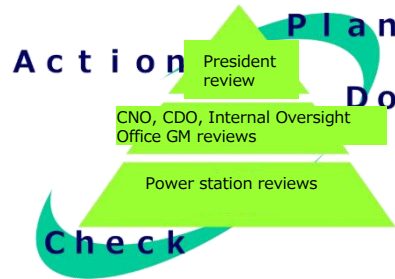 Plan
Action
President
review
Do
CNO, CDO, Internal Oversight
Office GM reviews
Power station reviews
Check